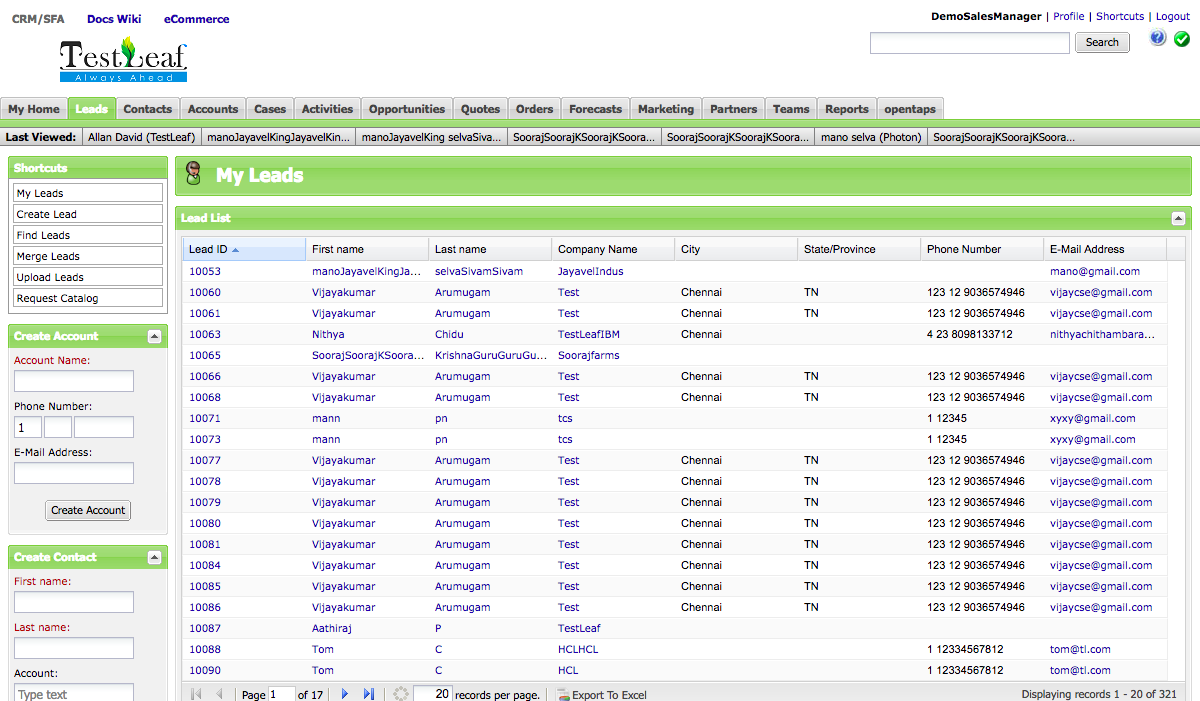 CRM/SFA Docs Wiki eCommerce
DemoSalesManager | Profile | Shortcuts | Logout
TestLeaf
Always Ahead
Search
My Home Leads Contacts Accounts Cases Activities Opportunities Quotes Orders Forecasts Marketing Partners Teams Reports opentaps
Last Viewed: Allan David (TestLeaf) manoJayavelKingJayavelKin... manoJayavelKing selvaSiva... SoorajSoorajKSoorajKSoora... SoorajSoorajKSoorajKSoora... mano selva (Photon) SoorajSoorajKSoorajKSoora...
Shortcuts
My Leads
Create Lead
Find Leads
Merge Leads
Upload Leads
Request Catalog
Create Account
Account Name:
Phone Number:
1
E-Mail Address:
Create Account
Create Contact
First name:
Last name:
Account:
Type text
My Leads
Lead List
Lead ID First name Last name Company Name City State/Province Phone Number E-Mail Address
10053 manoJayavelKingJa... selvaSivamSivam JayavelIndus mano@gmail.com
10060 Vijayakumar Arumugam Test Chennai TN 123 12 9036574946 vijaycse@gmail.com
10061 Vijayakumar Arumugam Test Chennai TN 123 12 9036574946 vijaycse@gmail.com
10063 Nithya Chidu TestLeafIBM Chennai 4 23 8098133712 nithyachithambara...
10065 SoorajSoorajKSoora... KrishnaGuruGuruGu... Soorajfarms
10066 Vijayakumar Arumugam Test Chennai TN 123 12 9036574946 vijaycse@gmail.com
10068 Vijayakumar Arumugam Test Chennai TN 123 12 9036574946 vijaycse@gmail.com
10071 mann pn tcs 1 12345 xyxy@gmail.com
10073 mann pn tcs 1 12345 xyxy@gmail.com
10077 Vijayakumar Arumugam Test Chennai TN 123 12 9036574946 vijaycse@gmail.com
10078 Vijayakumar Arumugam Test Chennai TN 123 12 9036574946 vijaycse@gmail.com
10079 Vijayakumar Arumugam Test Chennai TN 123 12 9036574946 vijaycse@gmail.com
10080 Vijayakumar Arumugam Test Chennai TN 123 12 9036574946 vijaycse@gmail.com
10081 Vijayakumar Arumugam Test Chennai TN 123 12 9036574946 vijaycse@gmail.com
10084 Vijayakumar Arumugam Test Chennai TN 123 12 9036574946 vijaycse@gmail.com
10085 Vijayakumar Arumugam Test Chennai TN 123 12 9036574946 vijaycse@gmail.com
10086 Vijayakumar Arumugam Test Chennai TN 123 12 9036574946 vijaycse@gmail.com
10087 Aathiraj P TestLeaf
10088 Tom C HCLHCL 1 12334567812 tom@tl.com
10090 Tom C HCL 1 12334567812 tom@tl.com
Page 1 of 17 20 records per page. Export To Excel Displaying records 1 - 20 of 321